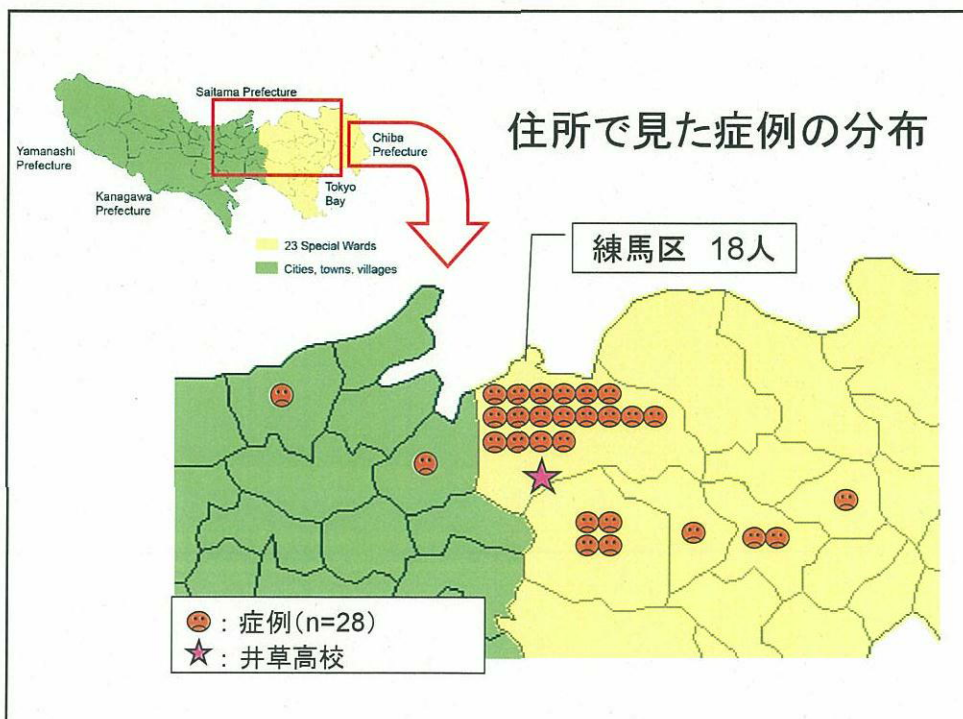 住所で見た症例の分布
Saitama Prefecture
Chiba
Prefecture
Yamanashi
Prefecture
Kanagawa
Prefecture
Tokyo
Bay
23 Special Wards
Cities, towns, villages
練馬区 18人
：症例（n=28）
：井草高校